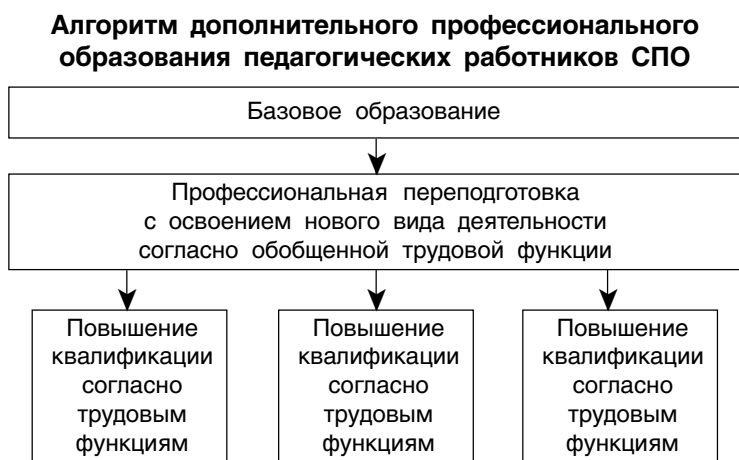 Алгоритм дополнительного профессионального
образования педагогических работников СПО
Базовое образование
Профессиональная переподготовка
с освоением нового вида деятельности
согласно обобщенной трудовой функции
Повышение
квалификации
согласно
трудовым
функциям
Повышение
квалификации
согласно
трудовым
функциям
Повышение
квалификации
согласно
трудовым
функциям